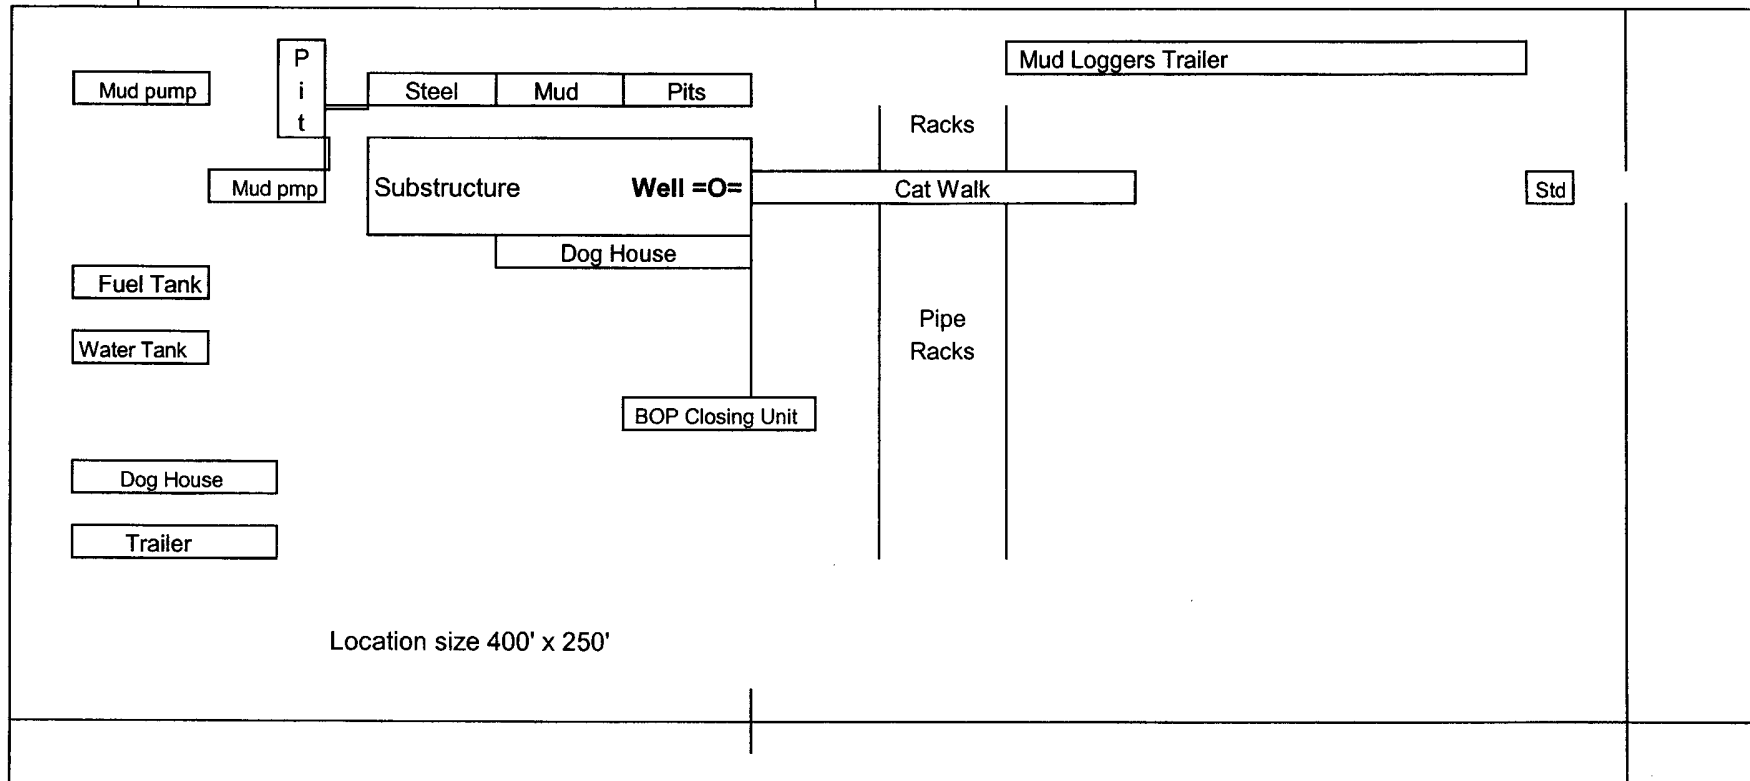 Mud Loggers Trailer
P
i
t
Mud pump
Steel Mud Pits
Racks
Mud pmp
Substructure Well =O=
Cat Walk
Std
Dog House
Fuel Tank
Pipe
Racks
Water Tank
BOP Closing Unit
Dog House
Trailer
Location size 400' x 250'